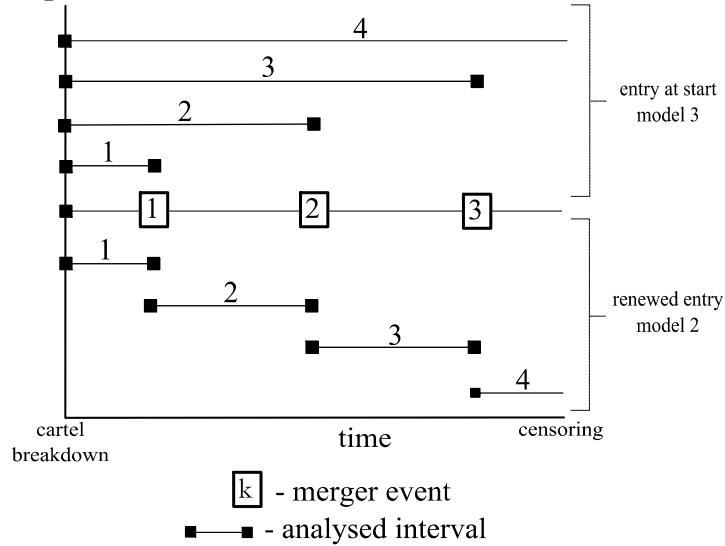 4
3
entry at start
model 3
2
1
1 2 3
1
2
renewed entry
model 2
3
4
cartel
breakdown
time
censoring
k - merger event
- analysed interval